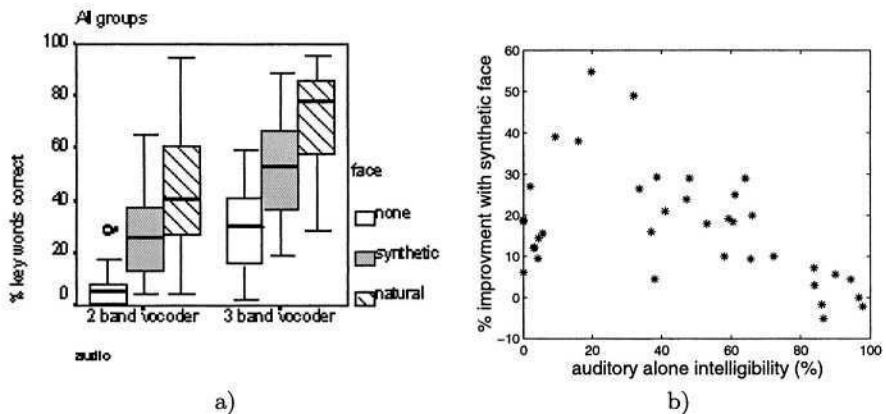 All groups
% key words correct
100
80
60
40
20
0
2 band Vocoder
3 band Vocoder
audio
face
none
synthetic
natural
a)
% improvment with synthetic face
60
50
40
30
20
10
0
-10
0
20
40
60
80
100
auditory alone intelligibility (%)
b)